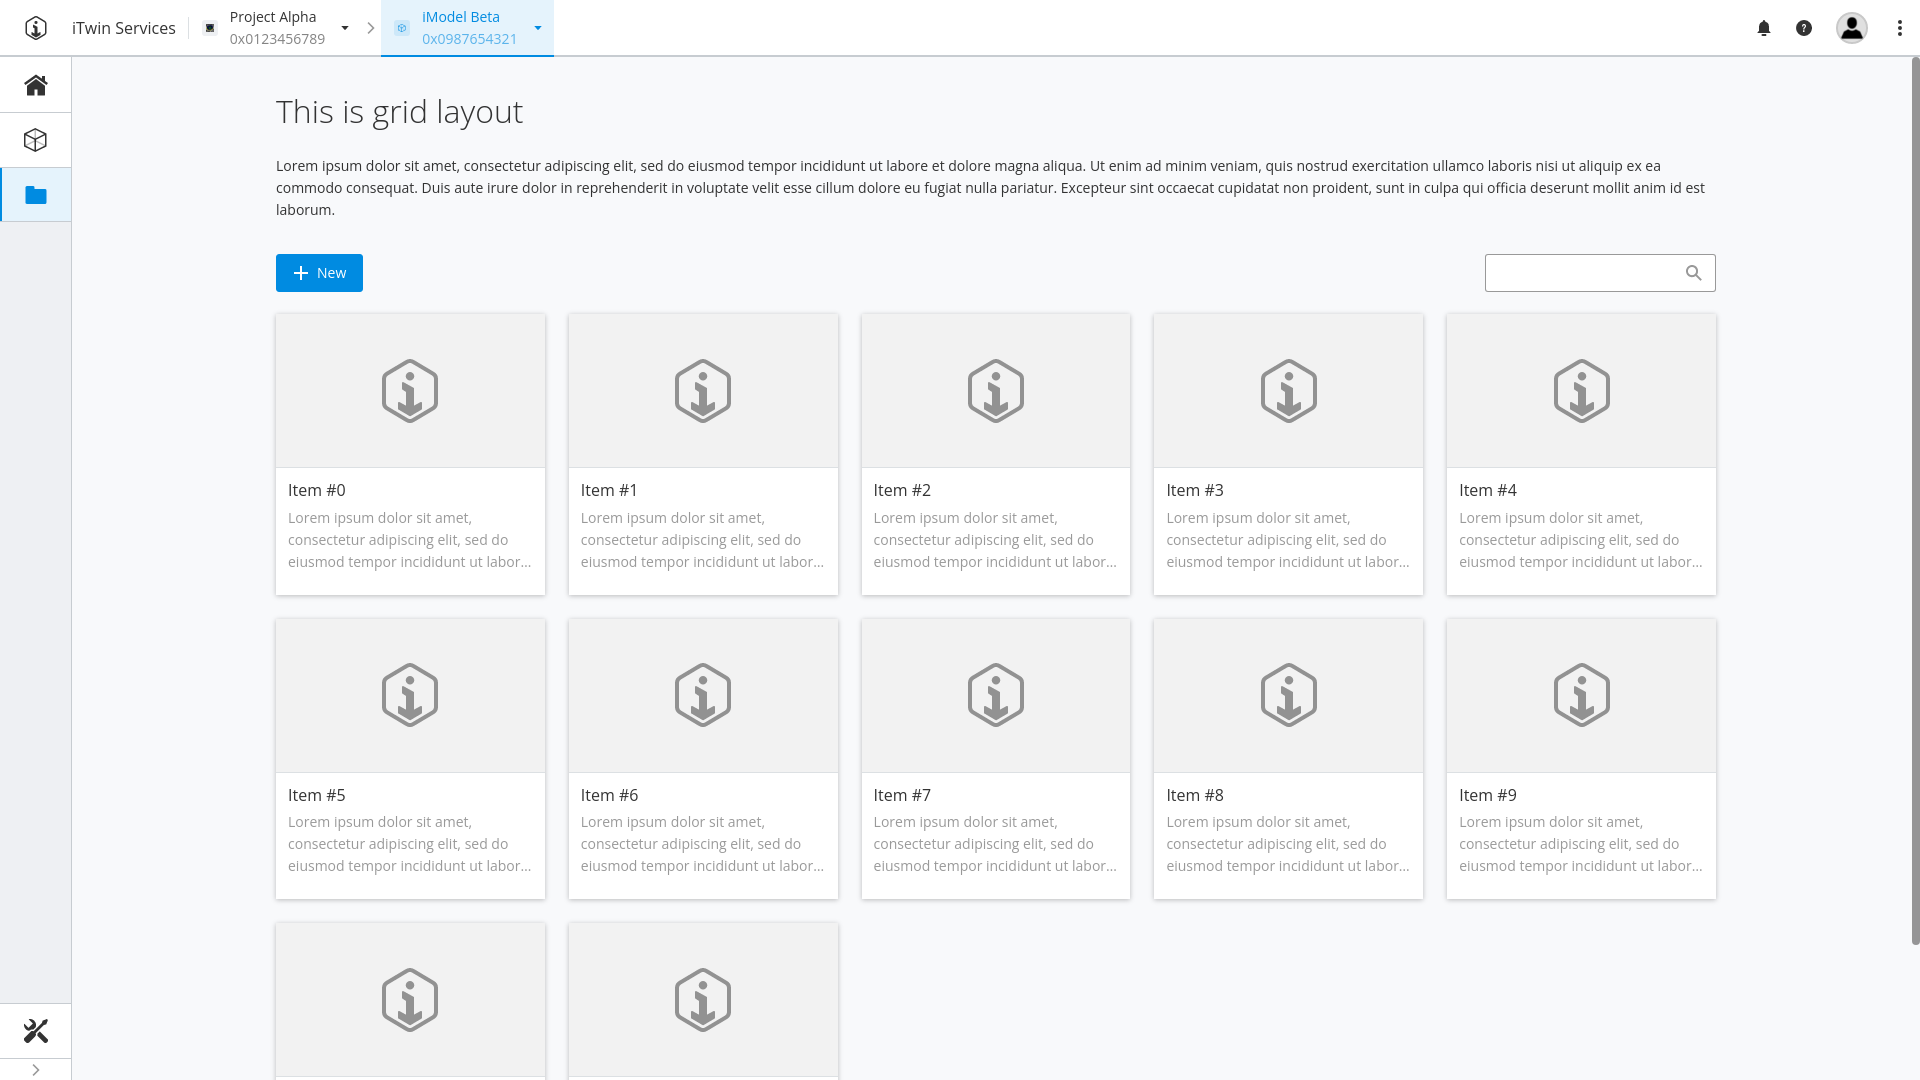 iTwin Services
Project Alpha
0x0123456789
iModel Beta
0x0987654321
This is grid layout
Lorem ipsum dolor sit amet, consectetur adipiscing elit, sed do eiusmod tempor incididunt ut labore et dolore magna aliqua. Ut enim ad minim veniam, quis nostrud exercitation ullamco laboris nisi ut aliquip ex ea
commodo consequat. Duis aute irure dolor in reprehenderit in voluptate velit esse cillum dolore eu fugiat nulla pariatur. Excepteur sint occaecat cupidatat non proident, sunt in culpa qui officia deserunt mollit anim id est
laborum.
New
Item #0
Lorem ipsum dolor sit amet,
consectetur adipiscing elit, sed do
eiusmod tempor incididunt ut labor...
Item #1
Lorem ipsum dolor sit amet,
consectetur adipiscing elit, sed do
eiusmod tempor incididunt ut labor...
Item #2
Lorem ipsum dolor sit amet,
consectetur adipiscing elit, sed do
eiusmod tempor incididunt ut labor...
Item #3
Lorem ipsum dolor sit amet,
consectetur adipiscing elit, sed do
eiusmod tempor incididunt ut labor...
Item #4
Lorem ipsum dolor sit amet,
consectetur adipiscing elit, sed do
eiusmod tempor incididunt ut labor...
Item #5
Lorem ipsum dolor sit amet,
consectetur adipiscing elit, sed do
eiusmod tempor incididunt ut labor...
Item #6
Lorem ipsum dolor sit amet,
consectetur adipiscing elit, sed do
eiusmod tempor incididunt ut labor...
Item #7
Lorem ipsum dolor sit amet,
consectetur adipiscing elit, sed do
eiusmod tempor incididunt ut labor...
Item #8
Lorem ipsum dolor sit amet,
consectetur adipiscing elit, sed do
eiusmod tempor incididunt ut labor...
Item #9
Lorem ipsum dolor sit amet,
consectetur adipiscing elit, sed do
eiusmod tempor incididunt ut labor...